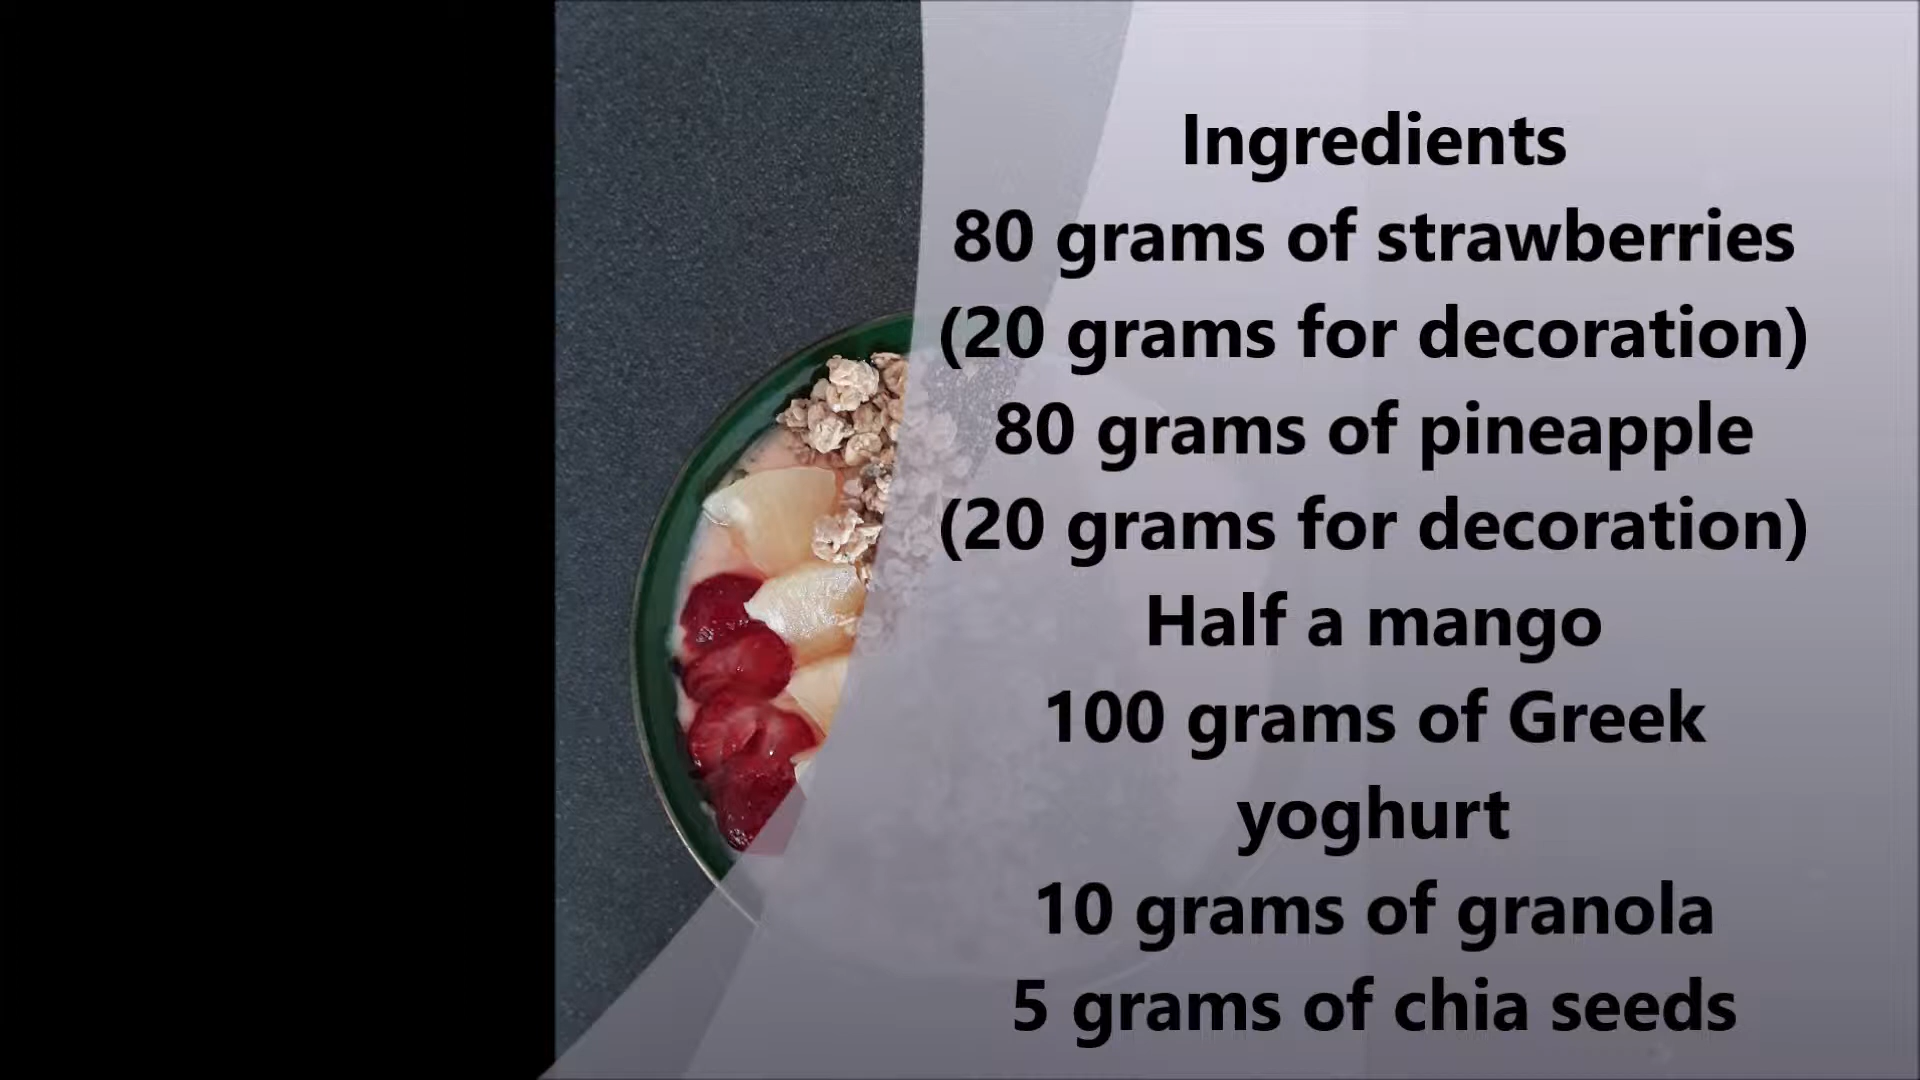 Ingredients
80 grams of strawberries
(20 grams for decoration)
80 grams of pineapple
(20 grams for decoration)
Half a mango
100 grams of Greek
yoghurt
10 grams of granola
5 grams of chia seeds